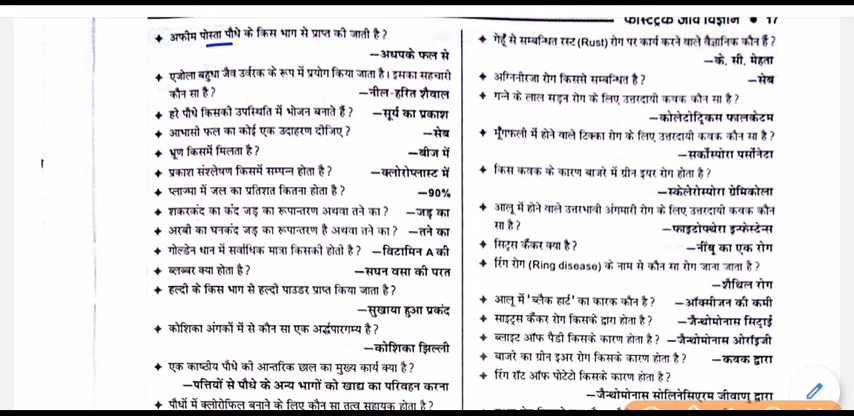 फास्टट्रैक जीव विज्ञान • 17
✦ अफीम पोस्ता पौधे के किस भाग से प्राप्त की जाती है?
—अधपके फल से
✦ एजोला बहुधा जैव उर्वरक के रूप में प्रयोग किया जाता है। इसका सहचारी
कौन सा है? —नील-हरित शैवाल
✦ हरे पौधे किसकी उपस्थिति में भोजन बनाते हैं? —सूर्य का प्रकाश
✦ आभासी फल का कोई एक उदाहरण दीजिए? —सेब
✦ भ्रूण किसमें मिलता है? —बीज में
✦ प्रकाश संश्लेषण किसमें सम्पन्न होता है? —क्लोरोप्लास्ट में
✦ प्लाज्मा में जल का प्रतिशत कितना होता है? —90%
✦ शकरकंद का कंद जड़ का रूपान्तरण अथवा तने का? —जड़ का
✦ अरबी का घनकंद जड़ का रूपान्तरण है अथवा तने का? —तने का
✦ गोल्डेन धान में सर्वाधिक मात्रा किसकी होती है? —विटामिन A की
✦ ब्लब्बर क्या होता है? —सघन वसा की परत
✦ हल्दी के किस भाग से हल्दी पाउडर प्राप्त किया जाता है?
—सुखाया हुआ प्रकंद
✦ कोशिका अंगकों में से कौन सा एक अर्द्धपारगम्य है?
—कोशिका झिल्ली
✦ एक काष्ठीय पौधे की आन्तरिक छाल का मुख्य कार्य क्या है?
—पत्तियों से पौधे के अन्य भागों को खाद्य का परिवहन करना
✦ पौधों में क्लोरोफिल बनाने के लिए कौन सा तत्व सहायक होता है?
✦ गेहूँ से सम्बन्धित रस्ट (Rust) रोग पर कार्य करने वाले वैज्ञानिक कौन हैं?
—के. सी. मेहता
✦ अग्निनीरजा रोग किससे सम्बन्धित है? —सेब
✦ गन्ने के लाल सड़न रोग के लिए उत्तरदायी कवक कौन सा है?
—कोलेटोट्रिकम फालकेटम
✦ मूँगफली में होने वाले टिक्का रोग के लिए उत्तरदायी कवक कौन सा है?
—सर्कोस्पोरा पर्सोनेटा
✦ किस कवक के कारण बाजरे में ग्रीन इयर रोग होता है?
—स्केलेरोस्पोरा ग्रेमिकोला
✦ आलू में होने वाले उत्तरभावी अंगमारी रोग के लिए उत्तरदायी कवक कौन
सा है? —फाइटोफ्थेरा इन्फेस्टेन्स
✦ सिट्रस कैंकर क्या है? —नींबू का एक रोग
✦ रिंग रोग (Ring disease) के नाम से कौन सा रोग जाना जाता है?
—शैथिल रोग
✦ आलू में 'ब्लैक हार्ट' का कारक कौन है? —ऑक्सीजन की कमी
✦ साइट्रस कैंकर रोग किसके द्वारा होता है? —जैन्थोमोनास सिट्राई
✦ ब्लाइट ऑफ पैडी किसके कारण होता है? —जैन्थोमोनास ओराइजी
✦ बाजरे का ग्रीन इअर रोग किसके कारण होता है? —कवक द्वारा
✦ रिंग रॉट ऑफ पोटेटो किसके कारण होता है?
—जैन्थोमोनास सोलिनेसिएरम जीवाणु द्वारा